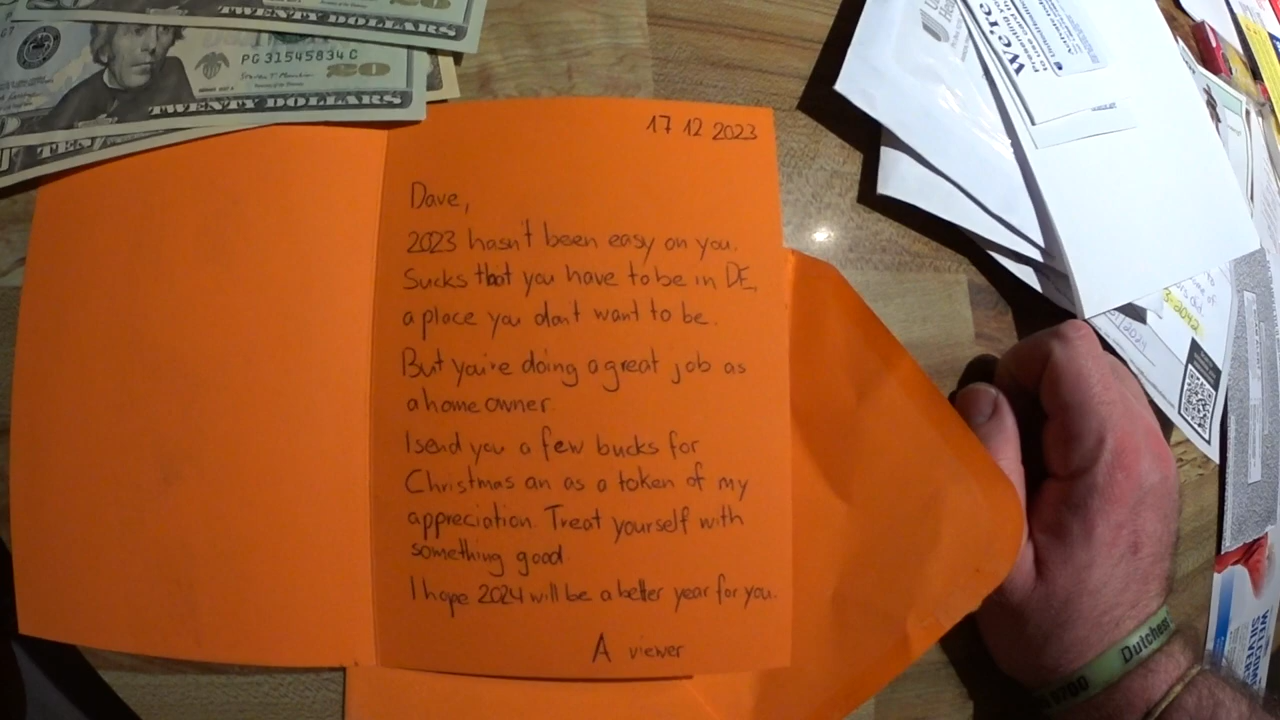 TWENTY DOLLARS
PG 31545834 C
20
TWENTY DOLLARS
TEN
17 12 2023
Dave,
2023 hasn't been easy on you.
Sucks that you have to be in DE,
a place you don't want to be.
But you're doing a great job as
a home owner.
I send you a few bucks for
Christmas an as a token of my
appreciation. Treat yourself with
something good
I hope 2024 will be a better year for you.
A viewer
We're
Dutchess